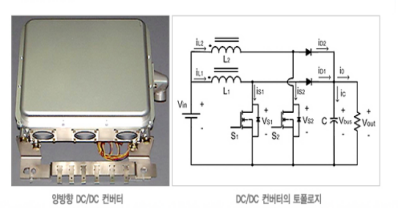 iL2
L2
iD2
iL1
L1
iD1
io
iS1
iS2
iC
Vin
+
-
S1
+
VS1
-
S2
+
VS2
-
C
+
Vbus
-
+
Vout
-
양방향 DC/DC 컨버터
DC/DC 컨버터의 토폴로지